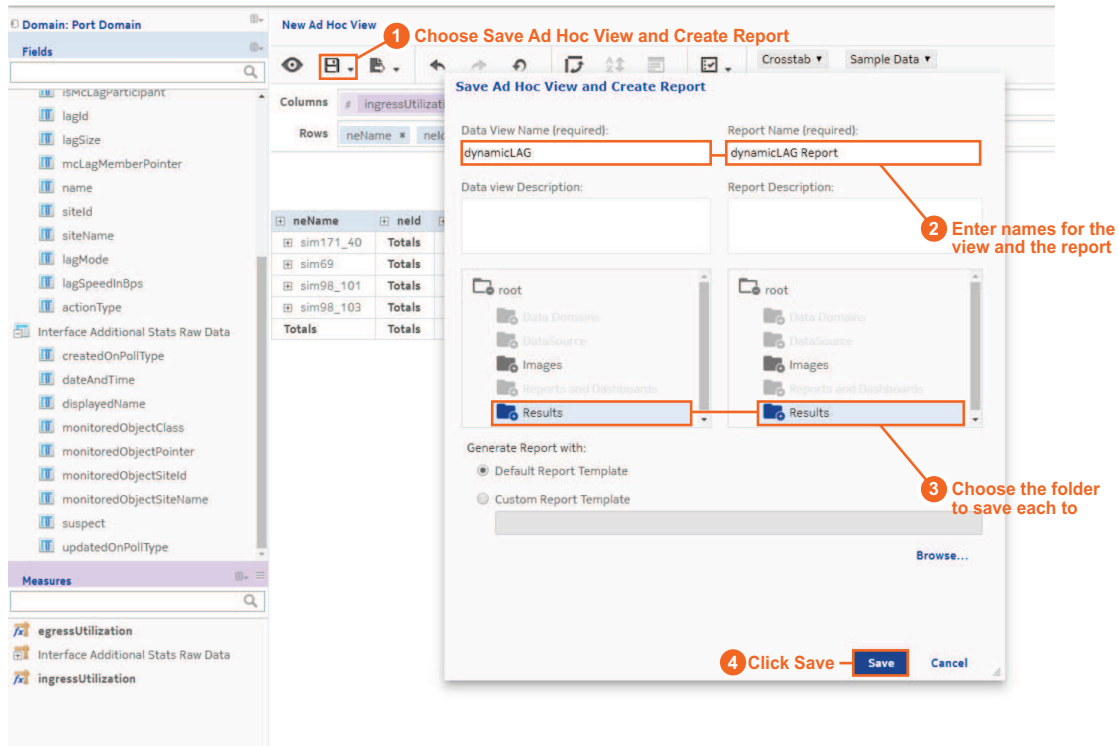 Domain: Port Domain
Fields
isMcLagParticipant
lagId
lagSize
mcLagMemberPointer
name
siteId
siteName
lagMode
lagSpeedInBps
actionType
Interface Additional Stats Raw Data
createdOnPollType
dateAndTime
displayedName
monitoredObjectClass
monitoredObjectPointer
monitoredObjectSiteId
monitoredObjectSiteName
suspect
updatedOnPollType
Measures
egressUtilization
Interface Additional Stats Raw Data
ingressUtilization
New Ad Hoc View
1 Choose Save Ad Hoc View and Create Report
Crosstab ▼ Sample Data ▼
Columns # ingressUtilizati
Rows neName × neId
neName neId
sim171_40 Totals
sim69 Totals
sim98_101 Totals
sim98_103 Totals
Totals Totals
Save Ad Hoc View and Create Report
Data View Name (required): Report Name (required):
dynamicLAG dynamicLAG Report
Data view Description: Report Description:
2 Enter names for the
view and the report
root root
Data Domains Data Domains
DataSource DataSource
Images Images
Reports and Dashboards Reports and Dashboards
Results Results
3 Choose the folder
to save each to
Generate Report with:
Default Report Template
Custom Report Template
Browse...
4 Click Save Save Cancel